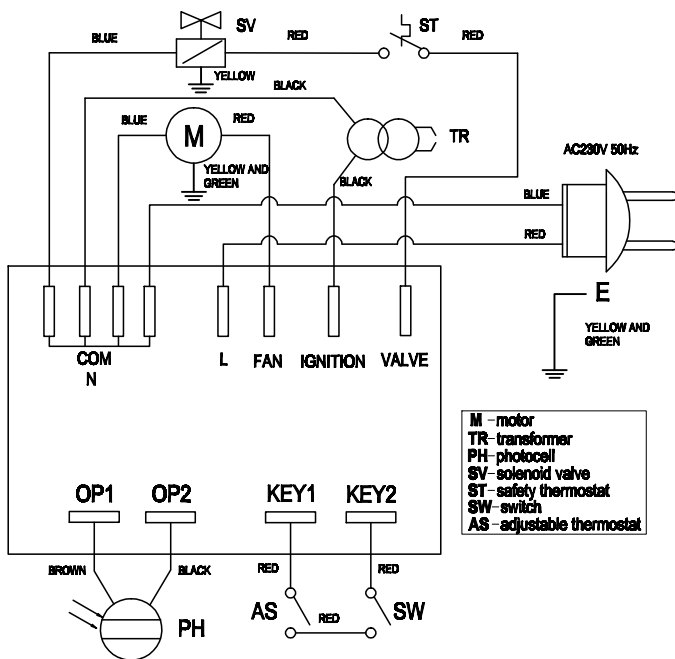 SV
ST
BLUE
RED
RED
YELLOW
BLACK
BLUE
RED
M
TR
YELLOW AND
GREEN
BLACK
AC230V 50Hz
BLUE
RED
E
YELLOW AND
GREEN
COM
N
L
FAN
IGNITION
VALVE
M-motor
TR-transformer
PH-photocell
SV-solenoid valve
ST-safety thermostat
SW-switch
AS-adjustable thermostat
OP1
OP2
KEY1
KEY2
BROWN
BLACK
RED
RED
PH
AS
RED
SW